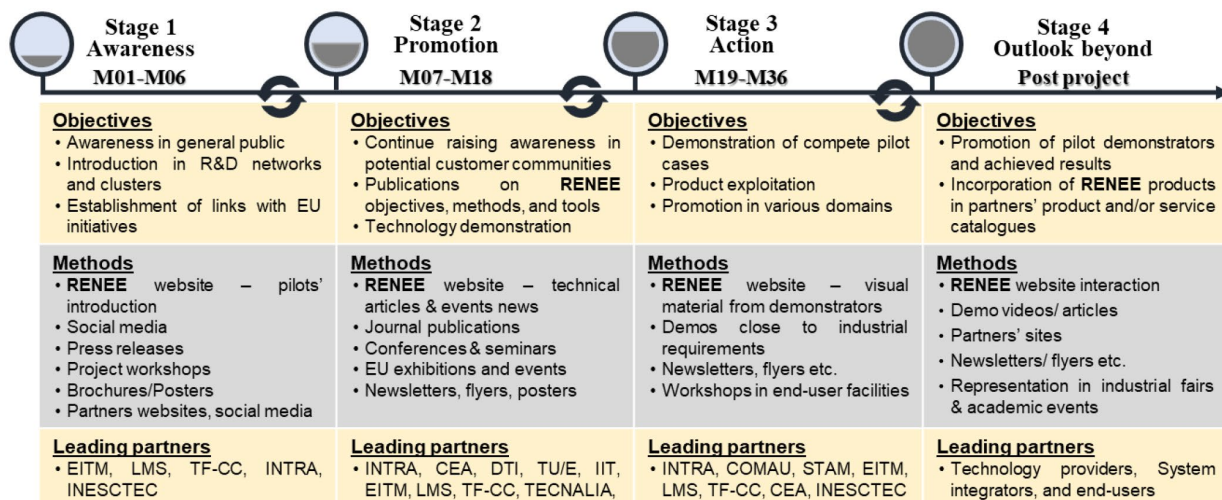 Stage 1
Awareness
M01-M06
Stage 2
Promotion
M07-M18
Stage 3
Action
M19-M36
Stage 4
Outlook beyond
Post project
Objectives
• Awareness in general public
• Introduction in R&D networks
and clusters
• Establishment of links with EU
initiatives
Objectives
• Continue raising awareness in
potential customer communities
• Publications on RENEE
objectives, methods, and tools
• Technology demonstration
Objectives
• Demonstration of compete pilot
cases
• Product exploitation
• Promotion in various domains
Objectives
• Promotion of pilot demonstrators
and achieved results
• Incorporation of RENEE products
in partners' product and/or service
catalogues
Methods
• RENEE website – pilots'
introduction
• Social media
• Press releases
• Project workshops
• Brochures/Posters
• Partners websites, social media
Methods
• RENEE website – technical
articles & events news
• Journal publications
• Conferences & seminars
• EU exhibitions and events
• Newsletters, flyers, posters
Methods
• RENEE website – visual
material from demonstrators
• Demos close to industrial
requirements
• Newsletters, flyers etc.
• Workshops in end-user facilities
Methods
• RENEE website interaction
• Demo videos/ articles
• Partners' sites
• Newsletters/ flyers etc.
• Representation in industrial fairs
& academic events
Leading partners
• EITM, LMS, TF-CC, INTRA,
INESCTEC
Leading partners
• INTRA, CEA, DTI, TU/E, IIT,
EITM, LMS, TF-CC, TECNALIA,
Leading partners
• INTRA, COMAU, STAM, EITM,
LMS, TF-CC, CEA, INESCTEC
Leading partners
• Technology providers, System
integrators, and end-users